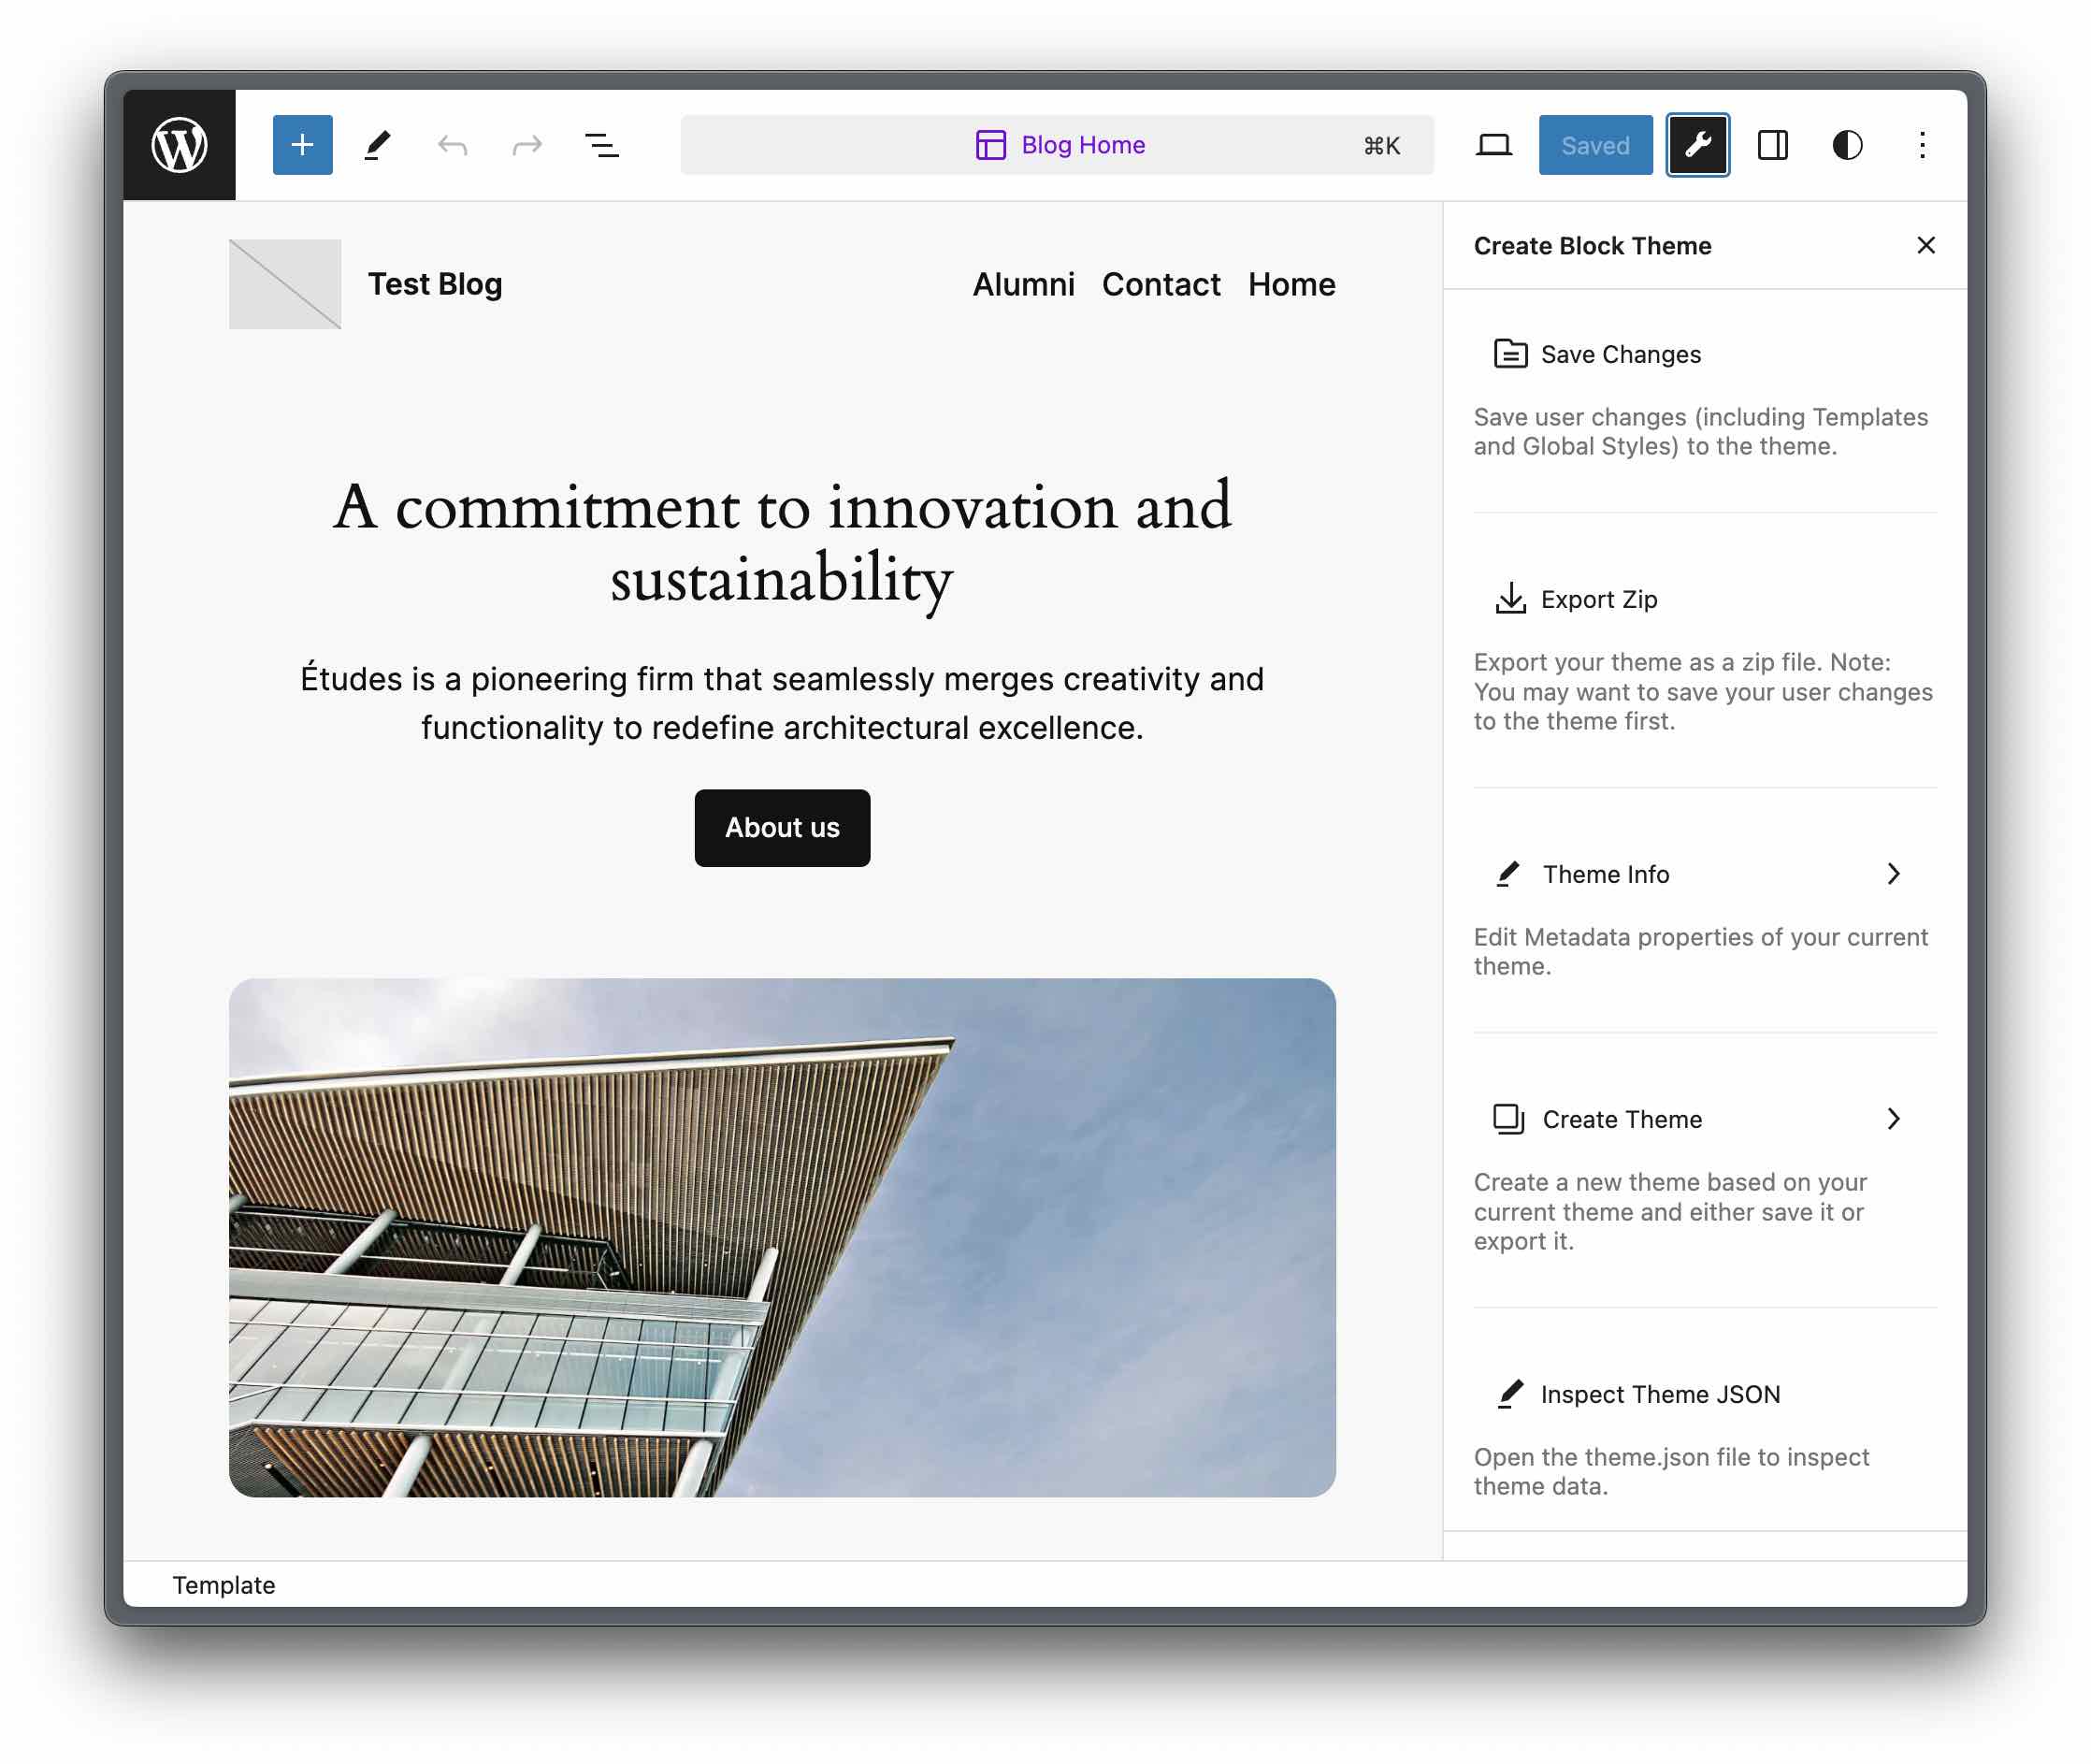 Blog Home
⌘K
Saved
Test Blog
Alumni Contact Home
A commitment to innovation and
sustainability
Études is a pioneering firm that seamlessly merges creativity and
functionality to redefine architectural excellence.
About us
Create Block Theme
Save Changes
Save user changes (including Templates
and Global Styles) to the theme.
Export Zip
Export your theme as a zip file. Note:
You may want to save your user changes
to the theme first.
Theme Info
Edit Metadata properties of your current
theme.
Create Theme
Create a new theme based on your
current theme and either save it or
export it.
Inspect Theme JSON
Open the theme.json file to inspect
theme data.
Template